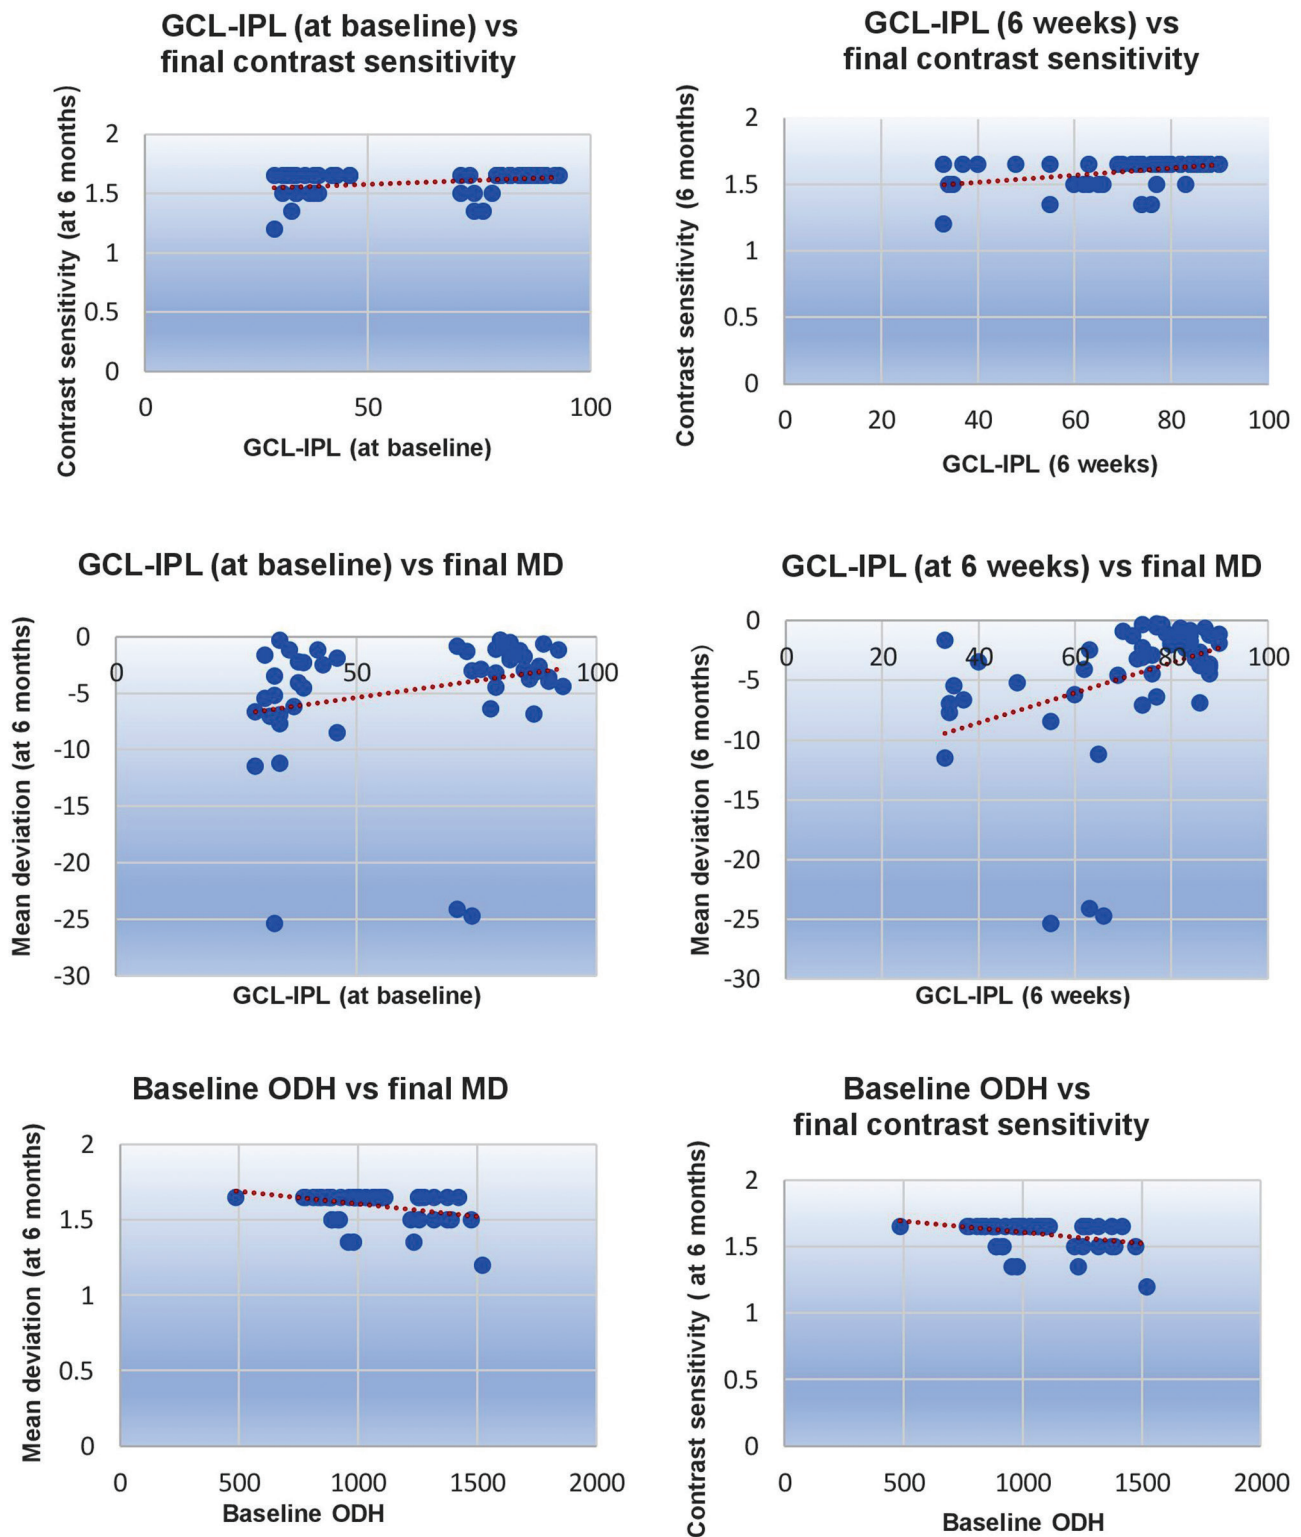 GCL-IPL (at baseline) vs
final contrast sensitivity
Contrast sensitivity (at 6 months)
2
1.5
1
0.5
0
0 50 100
GCL-IPL (at baseline)
GCL-IPL (6 weeks) vs
final contrast sensitivity
Contrast sensitivity (6 months)
2
1.5
1
0.5
0
0 20 40 60 80 100
GCL-IPL (6 weeks)
GCL-IPL (at baseline) vs final MD
Mean deviation (at 6 months)
0
0 50 100
-5
-10
-15
-20
-25
-30
GCL-IPL (at baseline)
GCL-IPL (at 6 weeks) vs final MD
Mean deviation (6 months)
0
0 20 40 60 80 100
-5
-10
-15
-20
-25
-30
GCL-IPL (6 weeks)
Baseline ODH vs final MD
Mean deviation (at 6 months)
2
1.5
1
0.5
0
0 500 1000 1500 2000
Baseline ODH
Baseline ODH vs
final contrast sensitivity
Contrast sensitivity ( at 6 months)
2
1.5
1
0.5
0
0 500 1000 1500 2000
Baseline ODH